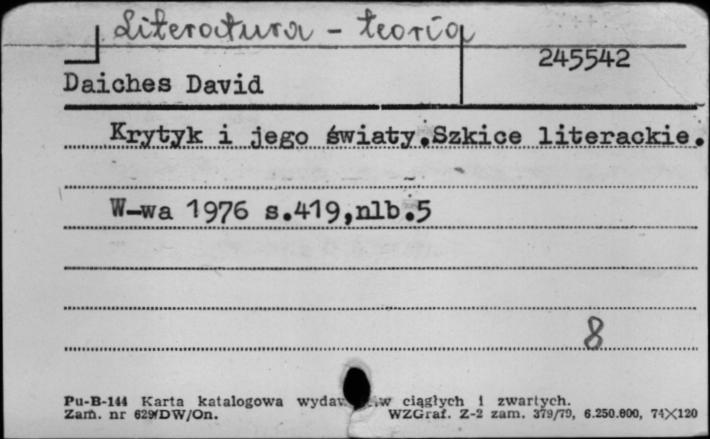 Literatura - teoria
245542
Daiches David
Krytyk i jego światy.Szkice literackie.
W-wa 1976 s.419,nlb.5
8
Pu-B-144 Karta katalogowa ciągłych i zwartych.
Zam. nr 629/DW/On. WZGraf. Z-2 zam. 379/79, 6.250.000, 74X120